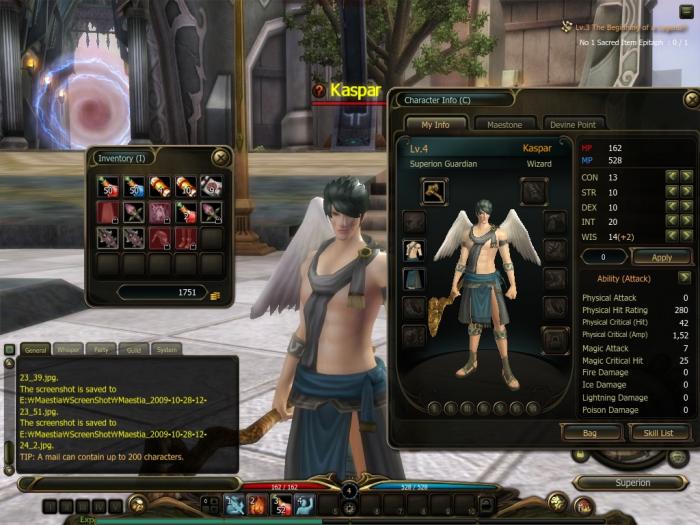 Lv.3 The Beginning of a Legend
No 1 Sacred Item Epitaph : 0 / 1
? Kaspar
Character Info (C)
My Info Maestone Devine Point
Lv.4 Kaspar
Superion Guardian Wizard
HP 162
MP 528
CON 13
STR 10
DEX 10
INT 20
WIS 14(+2)
0 Apply
Ability (Attack)
Physical Attack 0
Physical Hit Rating 280
Physical Critical (Hit) 42
Physical Critical (Amp) 1,52
Magic Attack 7
Magic Critical Hit 25
Fire Damage 0
Ice Damage 0
Lightning Damage 0
Poison Damage 0
Bag Skill List
Inventory (I)
50 50 10 10
1751
General Whisper Party Guild System
23_39.jpg.
The screenshot is saved to
E:₩Maestia₩ScreenShot₩Maestia_2009-10-28-12-
23_51.jpg.
The screenshot is saved to
E:₩Maestia₩ScreenShot₩Maestia_2009-10-28-12-
24_2.jpg.
TIP: A mail can contain up to 200 characters.
Superion
162 / 162 4 528 / 528
52
Exp